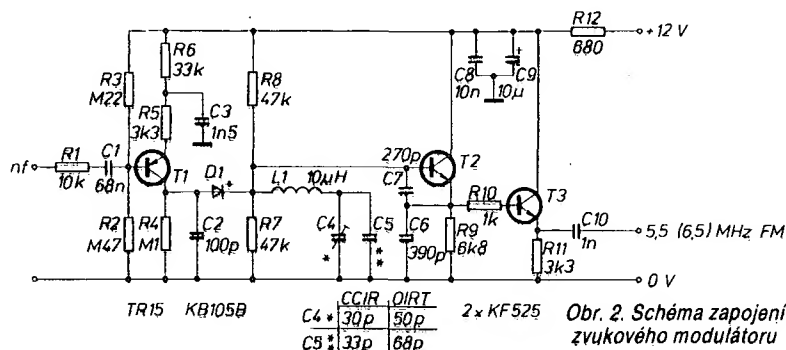 R12
680
+12 V
R6
33k
R3
M22
R8
47k
C8
10n
C9
10µ
+
R5
3k3
C3
1n5
nf
R1
10k
C1
68n
T1
D1
L1
10µH
270p
C7
T2
R10
1k
T3
R2
M47
R4
M1
C2
100p
R7
47k
C4
*
C5
**
C6
390p
R9
6k8
C10
1n
R11
3k3
5,5 (6,5) MHz FM
0 V
TR15 KB105B
CCIR OIRT
C4 * 30p 50p
C5 ** 33p 68p
2 × KF525
Obr. 2. Schéma zapojení
zvukového modulátoru